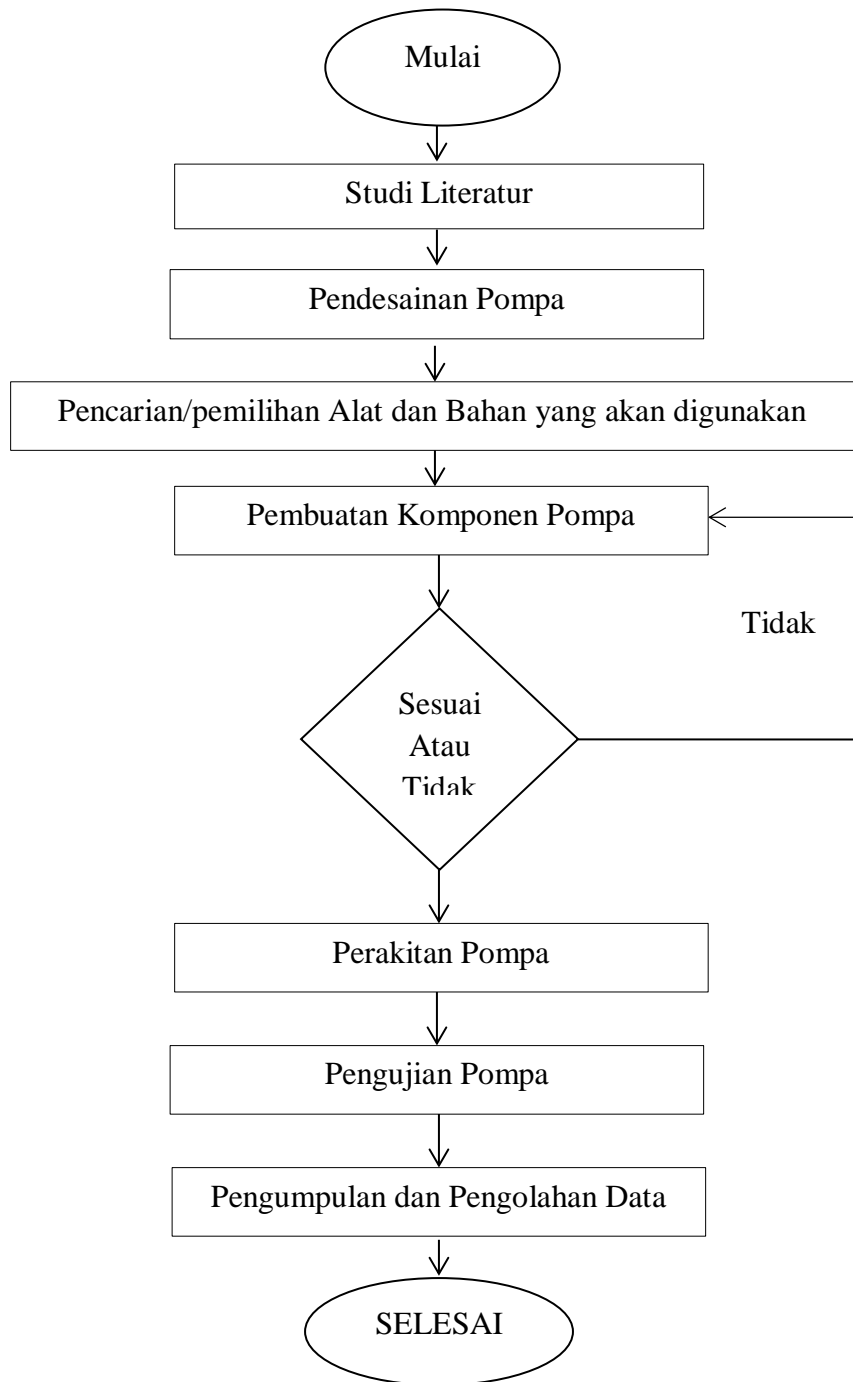 Mulai
Studi Literatur
Pendesainan Pompa
Pencarian/pemilihan Alat dan Bahan yang akan digunakan
Pembuatan Komponen Pompa
Tidak
Sesuai
Atau
Tidak
Perakitan Pompa
Pengujian Pompa
Pengumpulan dan Pengolahan Data
SELESAI